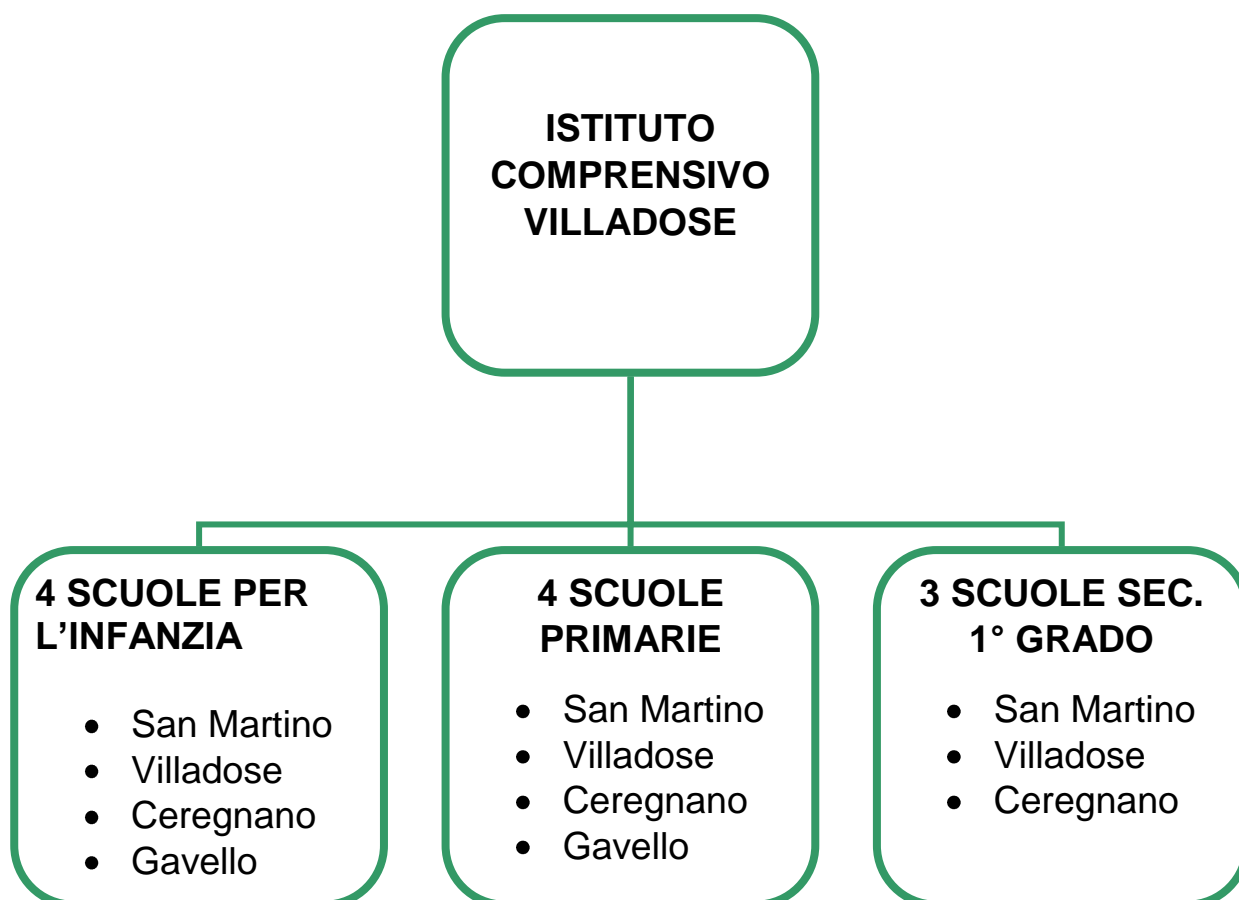 ISTITUTO
COMPRENSIVO
VILLADOSE
4 SCUOLE PER
L’INFANZIA
• San Martino
• Villadose
• Ceregnano
• Gavello
4 SCUOLE
PRIMARIE
• San Martino
• Villadose
• Ceregnano
• Gavello
3 SCUOLE SEC.
1° GRADO
• San Martino
• Villadose
• Ceregnano